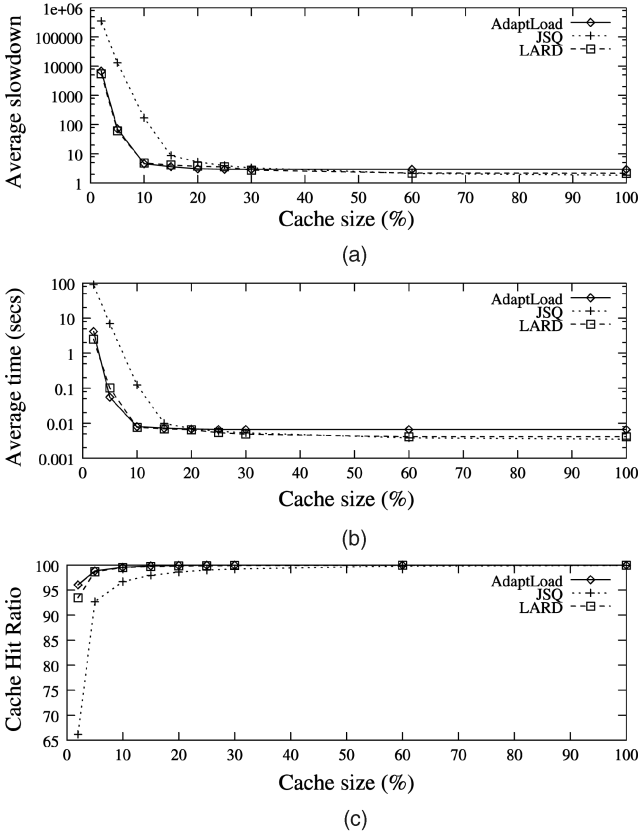 1e+06
100000
10000
1000
100
10
1
Average slowdown
AdaptLoad
JSQ
LARD
0 10 20 30 40 50 60 70 80 90 100
Cache size (%)
(a)
100
10
1
0.1
0.01
0.001
Average time (secs)
AdaptLoad
JSQ
LARD
0 10 20 30 40 50 60 70 80 90 100
Cache size (%)
(b)
100
95
90
85
80
75
70
65
Cache Hit Ratio
AdaptLoad
JSQ
LARD
0 10 20 30 40 50 60 70 80 90 100
Cache size (%)
(c)